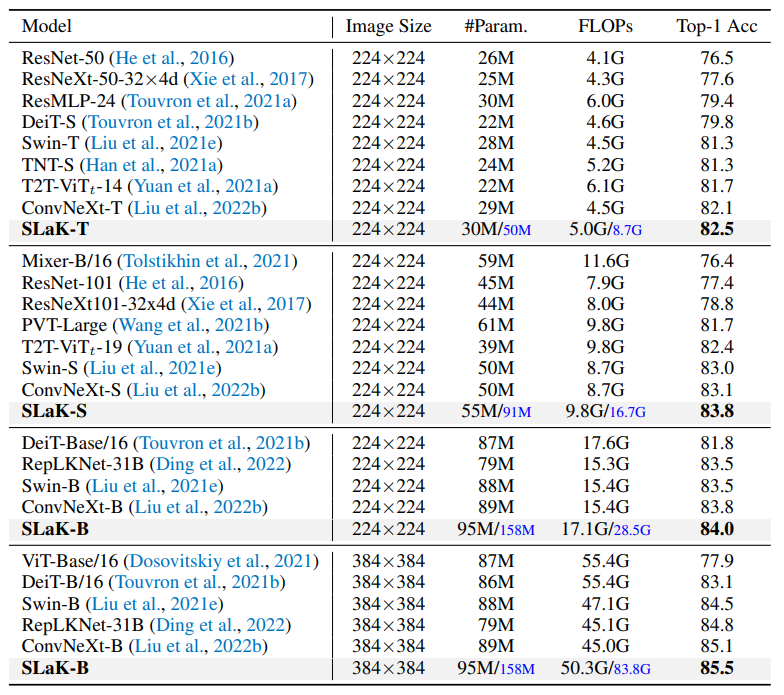 Model Image Size #Param. FLOPs Top-1 Acc
ResNet-50 (He et al., 2016) 224×224 26M 4.1G 76.5
ResNeXt-50-32×4d (Xie et al., 2017) 224×224 25M 4.3G 77.6
ResMLP-24 (Touvron et al., 2021a) 224×224 30M 6.0G 79.4
DeiT-S (Touvron et al., 2021b) 224×224 22M 4.6G 79.8
Swin-T (Liu et al., 2021e) 224×224 28M 4.5G 81.3
TNT-S (Han et al., 2021a) 224×224 24M 5.2G 81.3
T2T-ViTt-14 (Yuan et al., 2021a) 224×224 22M 6.1G 81.7
ConvNeXt-T (Liu et al., 2022b) 224×224 29M 4.5G 82.1
SLaK-T 224×224 30M/50M 5.0G/8.7G 82.5
Mixer-B/16 (Tolstikhin et al., 2021) 224×224 59M 11.6G 76.4
ResNet-101 (He et al., 2016) 224×224 45M 7.9G 77.4
ResNeXt101-32x4d (Xie et al., 2017) 224×224 44M 8.0G 78.8
PVT-Large (Wang et al., 2021b) 224×224 61M 9.8G 81.7
T2T-ViTt-19 (Yuan et al., 2021a) 224×224 39M 9.8G 82.4
Swin-S (Liu et al., 2021e) 224×224 50M 8.7G 83.0
ConvNeXt-S (Liu et al., 2022b) 224×224 50M 8.7G 83.1
SLaK-S 224×224 55M/91M 9.8G/16.7G 83.8
DeiT-Base/16 (Touvron et al., 2021b) 224×224 87M 17.6G 81.8
RepLKNet-31B (Ding et al., 2022) 224×224 79M 15.3G 83.5
Swin-B (Liu et al., 2021e) 224×224 88M 15.4G 83.5
ConvNeXt-B (Liu et al., 2022b) 224×224 89M 15.4G 83.8
SLaK-B 224×224 95M/158M 17.1G/28.5G 84.0
ViT-Base/16 (Dosovitskiy et al., 2021) 384×384 87M 55.4G 77.9
DeiT-B/16 (Touvron et al., 2021b) 384×384 86M 55.4G 83.1
Swin-B (Liu et al., 2021e) 384×384 88M 47.1G 84.5
RepLKNet-31B (Ding et al., 2022) 384×384 79M 45.1G 84.8
ConvNeXt-B (Liu et al., 2022b) 384×384 89M 45.0G 85.1
SLaK-B 384×384 95M/158M 50.3G/83.8G 85.5